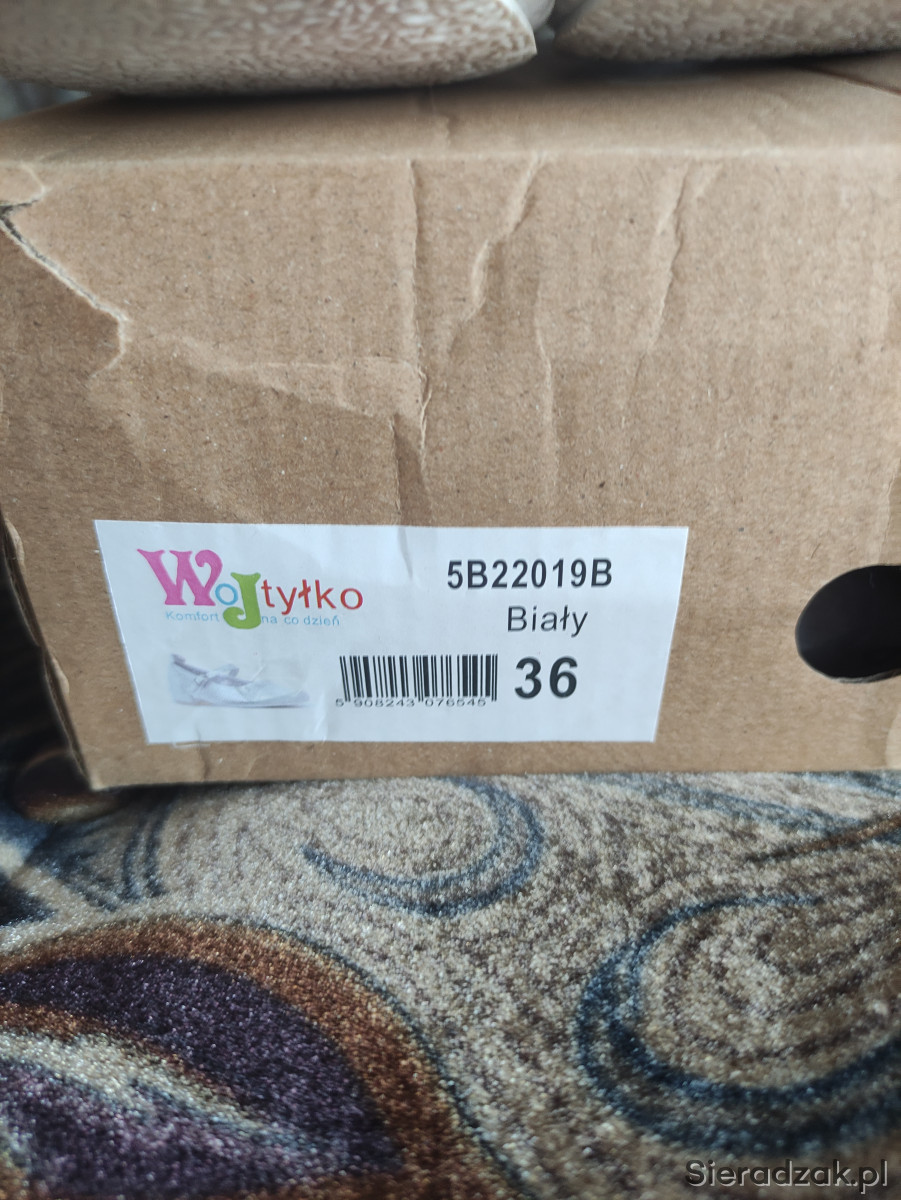 Wojtyłko
Komfort na co dzień
5B22019B
Biały
36
5 908243 076545
Sieradzak.pl